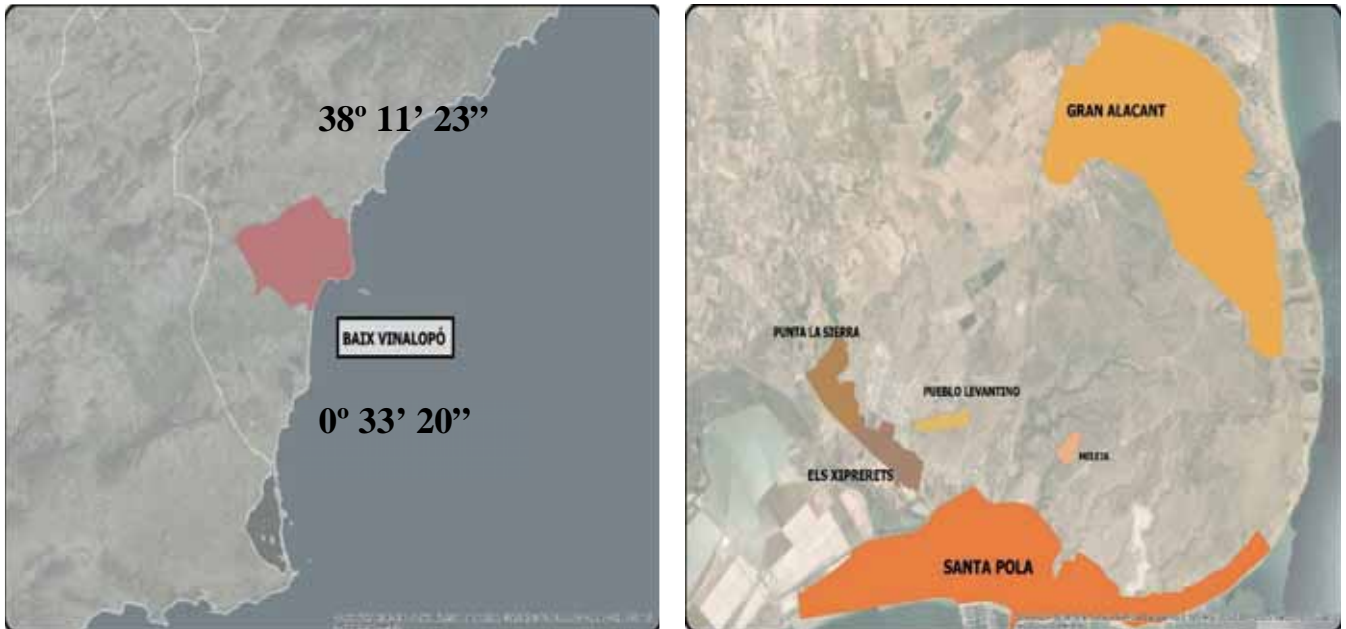 38º 11' 23”
BAIX VINALOPÓ
0º 33' 20”
GRAN ALACANT
PUNTA LA SIERRA
PUEBLO LEVANTINO
ELS XIPRERETS
SANTA POLA